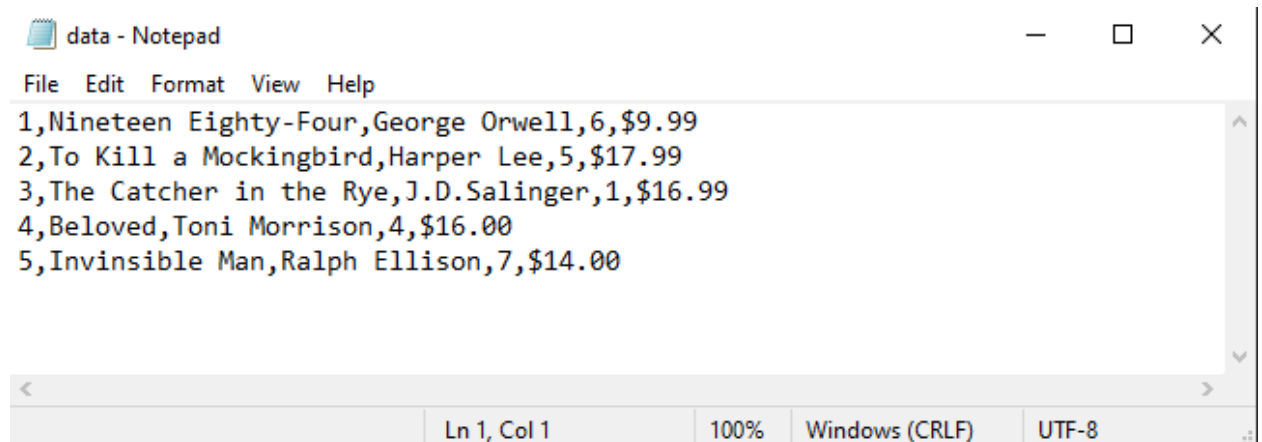 data - Notepad
File Edit Format View Help
1,Nineteen Eighty-Four,George Orwell,6,$9.99
2,To Kill a Mockingbird,Harper Lee,5,$17.99
3,The Catcher in the Rye,J.D.Salinger,1,$16.99
4,Beloved,Toni Morrison,4,$16.00
5,Invinsible Man,Ralph Ellison,7,$14.00
Ln 1, Col 1 100% Windows (CRLF) UTF-8